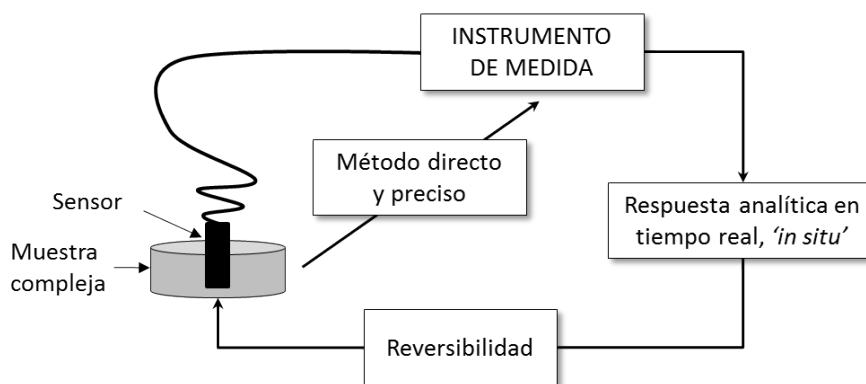 INSTRUMENTO
DE MEDIDA
Método directo
y preciso
Sensor
Muestra
compleja
Respuesta analítica en
tiempo real, ‘in situ’
Reversibilidad